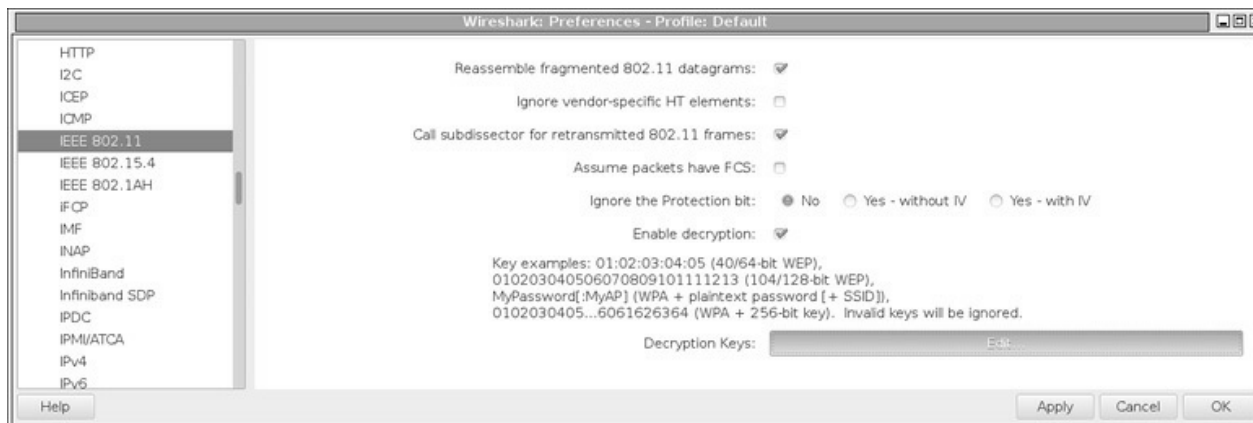 Wireshark: Preferences - Profile: Default
HTTP
I2C
ICEP
ICMP
IEEE 802.11
IEEE 802.15.4
IEEE 802.1AH
iFCP
IMF
INAP
InfiniBand
Infiniband SDP
IPDC
IPMI/ATCA
IPv4
IPv6
Reassemble fragmented 802.11 datagrams:
Ignore vendor-specific HT elements:
Call subdissector for retransmitted 802.11 frames:
Assume packets have FCS:
Ignore the Protection bit: No Yes - without IV Yes - with IV
Enable decryption:
Key examples: 01:02:03:04:05 (40/64-bit WEP),
010203040506070809101111213 (104/128-bit WEP),
MyPassword[:MyAP] (WPA + plaintext password [+ SSID]),
0102030405...6061626364 (WPA + 256-bit key). Invalid keys will be ignored.
Decryption Keys: Edit...
Help Apply Cancel OK